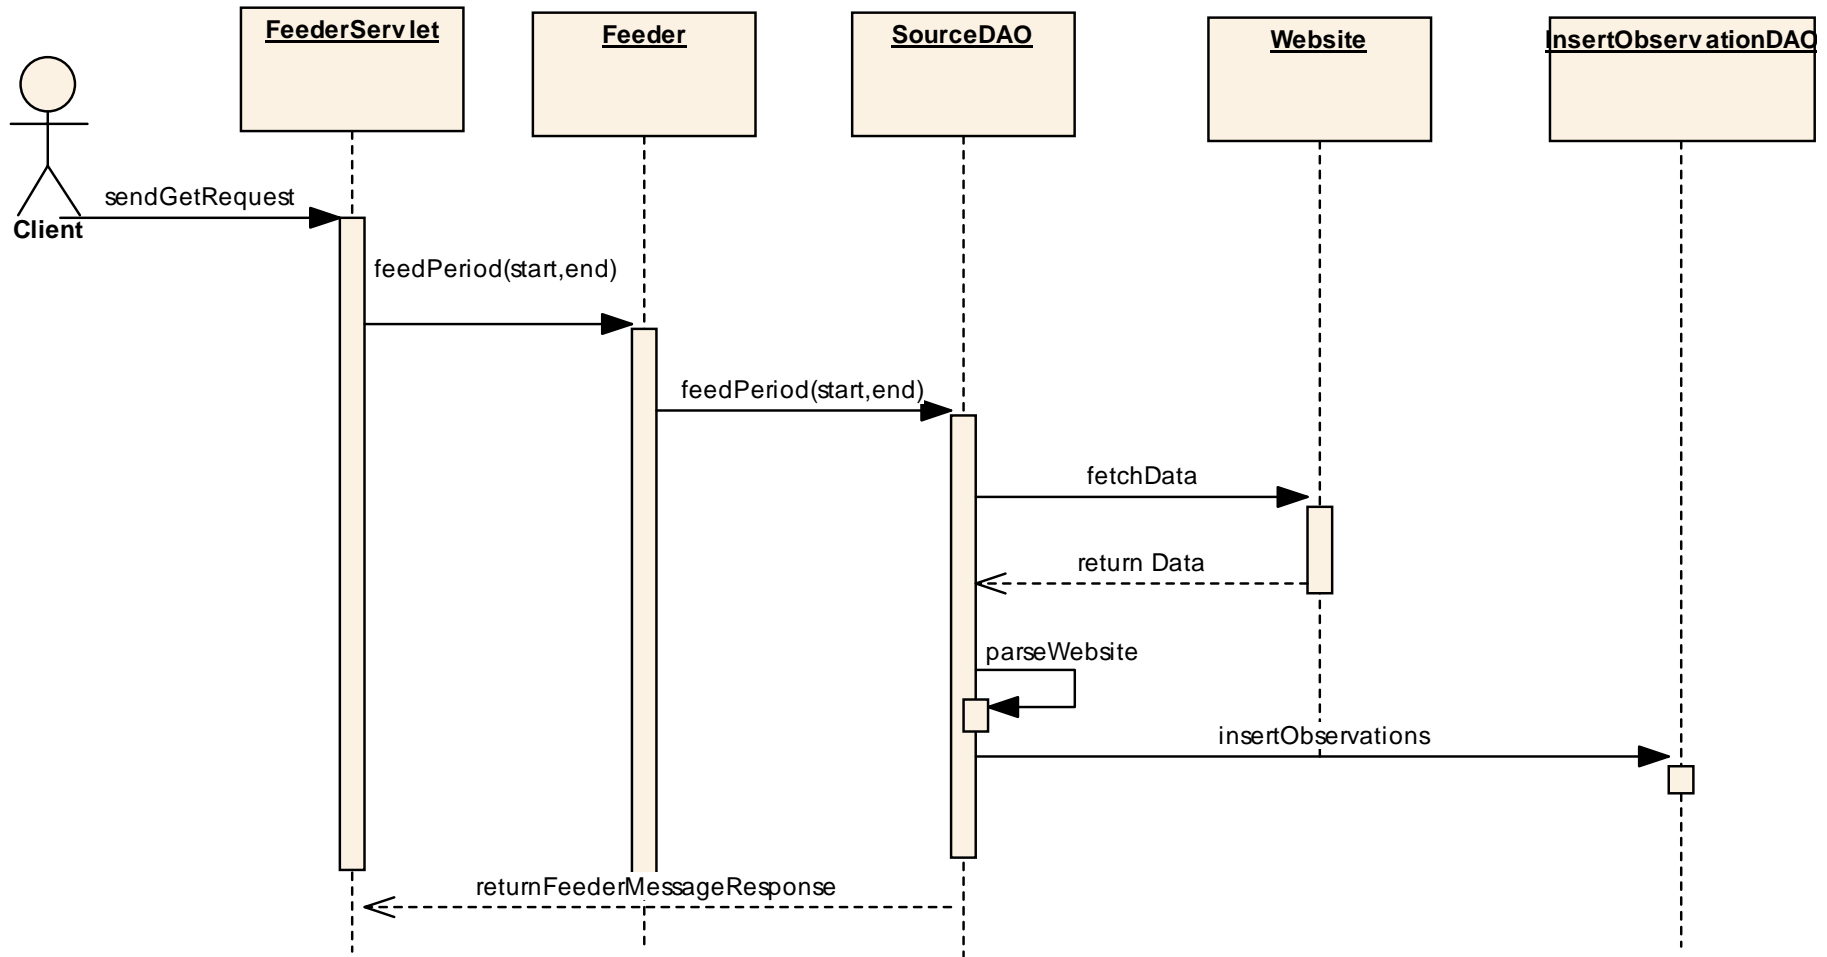 FeederServlet
Feeder
SourceDAO
Website
InsertObservationDAO
sendGetRequest
Client
feedPeriod(start,end)
feedPeriod(start,end)
fetchData
return Data
parseWebsite
insertObservations
returnFeederMessageResponse